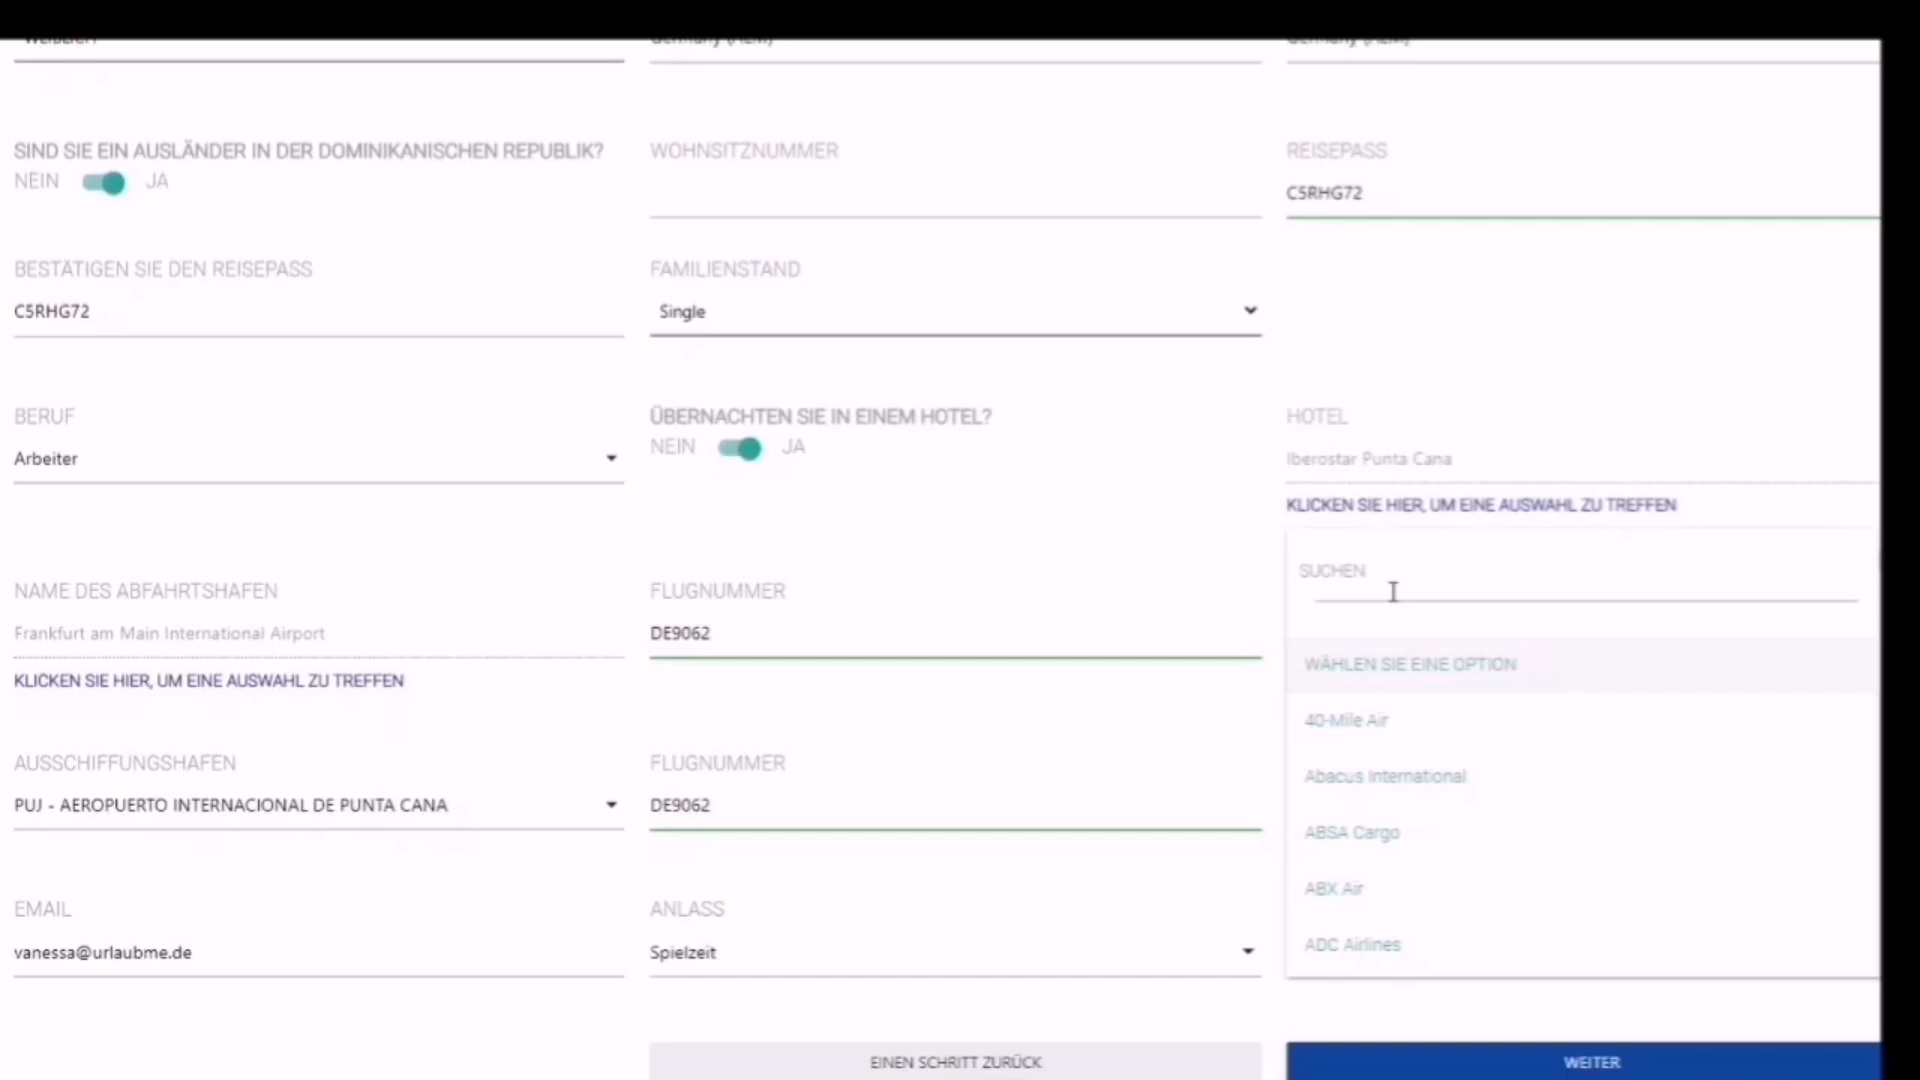 SIND SIE EIN AUSLÄNDER IN DER DOMINIKANISCHEN REPUBLIK?
NEIN JA
WOHNSITZNUMMER
REISEPASS
C5RHG72
BESTÄTIGEN SIE DEN REISEPASS
C5RHG72
FAMILIENSTAND
Single
BERUF
Arbeiter
ÜBERNACHTEN SIE IN EINEM HOTEL?
NEIN JA
HOTEL
Iberostar Punta Cana
KLICKEN SIE HIER, UM EINE AUSWAHL ZU TREFFEN
NAME DES ABFAHRTSHAFEN
Frankfurt am Main International Airport
KLICKEN SIE HIER, UM EINE AUSWAHL ZU TREFFEN
FLUGNUMMER
DE9062
SUCHEN
WÄHLEN SIE EINE OPTION
40-Mile Air
Abacus International
ABSA Cargo
ABX Air
ADC Airlines
AUSSCHIFFUNGSHAFEN
PUJ - AEROPUERTO INTERNACIONAL DE PUNTA CANA
FLUGNUMMER
DE9062
EMAIL
vanessa@urlaubme.de
ANLASS
Spielzeit
EINEN SCHRITT ZURÜCK
WEITER